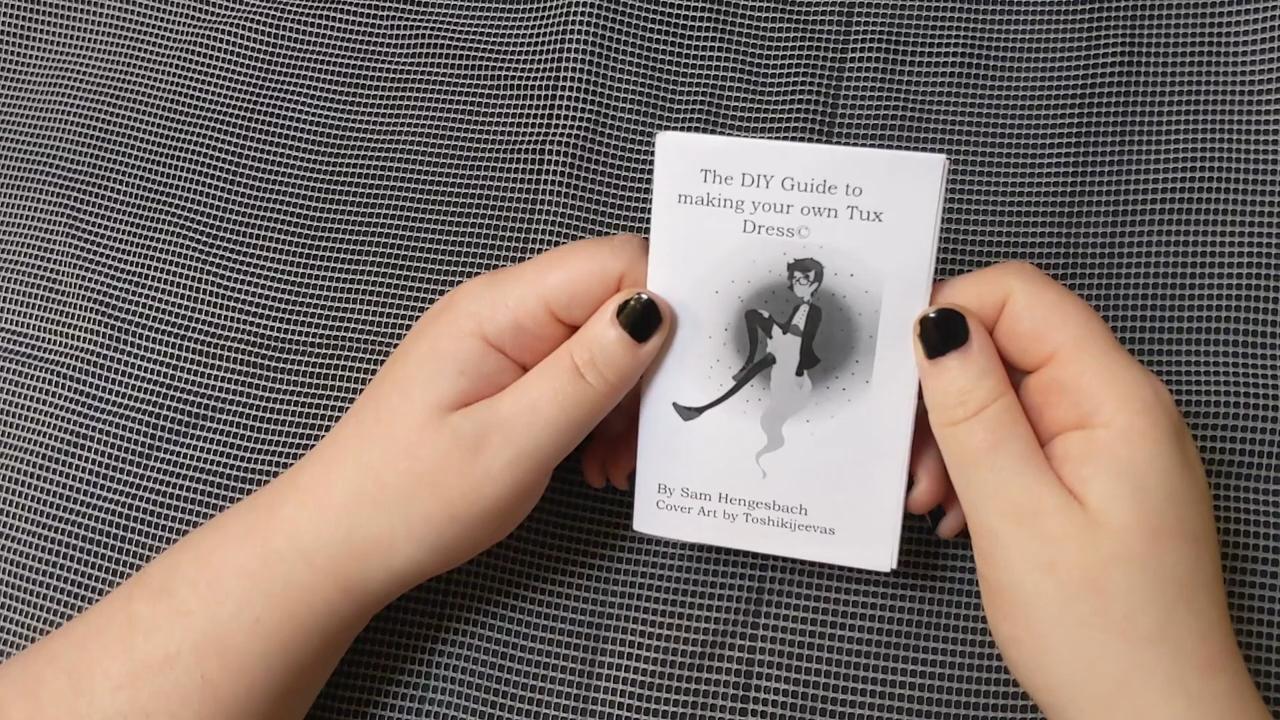 The DIY Guide to
making your own Tux
Dress©
By Sam Hengesbach
Cover Art by Toshikijeevas